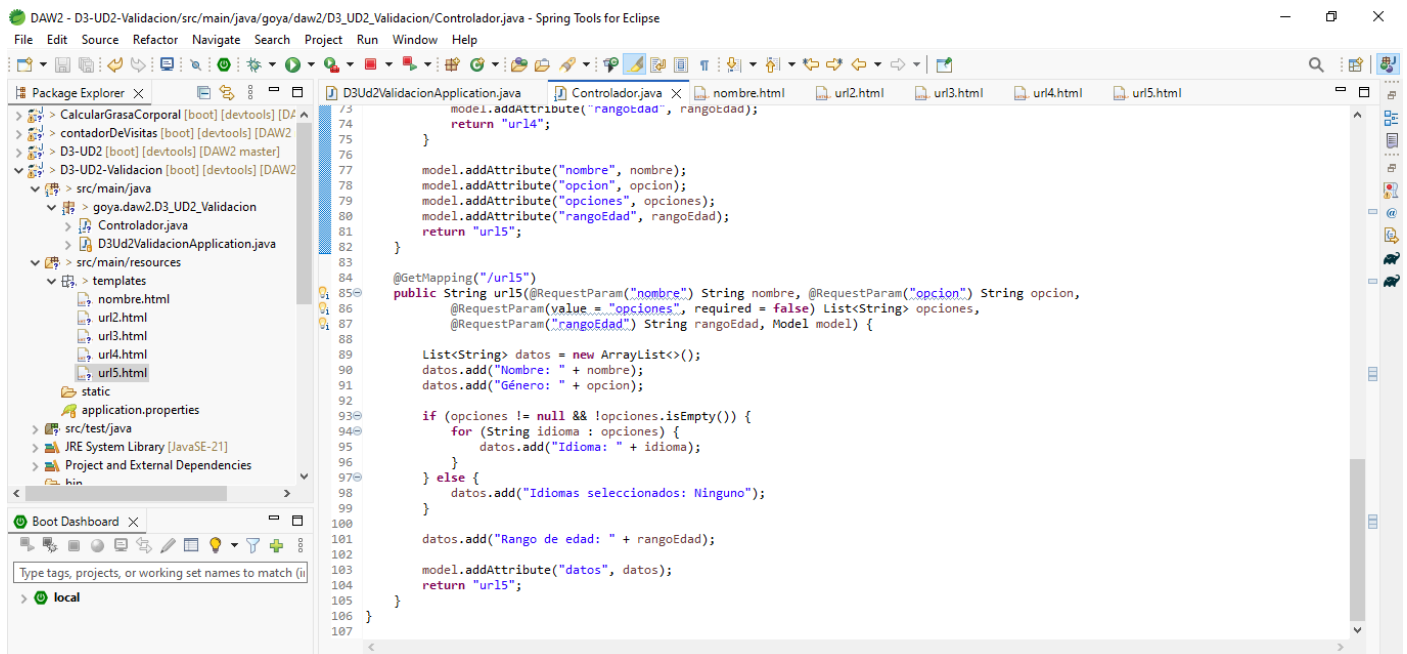 DAW2 - D3-UD2-Validacion/src/main/java/goya/daw2/D3_UD2_Validacion/Controlador.java - Spring Tools for Eclipse
File Edit Source Refactor Navigate Search Project Run Window Help
Package Explorer
> CalcularGrasaCorporal [boot] [devtools] [DA
> contadorDeVisitas [boot] [devtools] [DAW2
> D3-UD2 [boot] [devtools] [DAW2 master]
> D3-UD2-Validacion [boot] [devtools] [DAW2
> src/main/java
> goya.daw2.D3_UD2_Validacion
Controlador.java
D3Ud2ValidacionApplication.java
> src/main/resources
> templates
nombre.html
url2.html
url3.html
url4.html
url5.html
static
application.properties
src/test/java
JRE System Library [JavaSE-21]
Project and External Dependencies
bin
Boot Dashboard
Type tags, projects, or working set names to match (in
local
D3Ud2ValidacionApplication.java Controlador.java nombre.html url2.html url3.html url4.html url5.html
73 model.addAttribute("rangoEdad", rangoEdad);
74 return "url4";
75 }
76
77 model.addAttribute("nombre", nombre);
78 model.addAttribute("opcion", opcion);
79 model.addAttribute("opciones", opciones);
80 model.addAttribute("rangoEdad", rangoEdad);
81 return "url5";
82 }
83
84 @GetMapping("/url5")
85 public String url5(@RequestParam("nombre") String nombre, @RequestParam("opcion") String opcion,
86 @RequestParam(value = "opciones", required = false) List<String> opciones,
87 @RequestParam("rangoEdad") String rangoEdad, Model model) {
88
89 List<String> datos = new ArrayList<>();
90 datos.add("Nombre: " + nombre);
91 datos.add("Género: " + opcion);
92
93 if (opciones != null && !opciones.isEmpty()) {
94 for (String idioma : opciones) {
95 datos.add("Idioma: " + idioma);
96 }
97 } else {
98 datos.add("Idiomas seleccionados: Ninguno");
99 }
100
101 datos.add("Rango de edad: " + rangoEdad);
102
103 model.addAttribute("datos", datos);
104 return "url5";
105 }
106 }
107